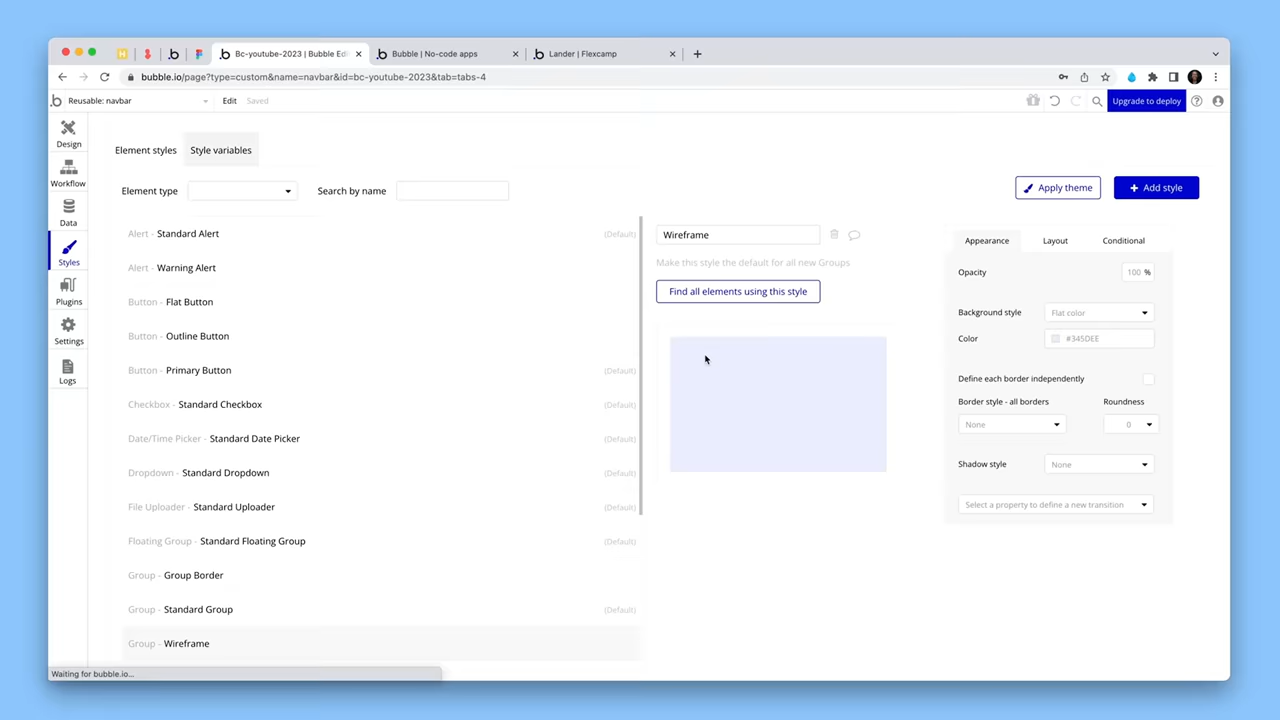 Bc-youtube-2023 | Bubble Edi
Bubble | No-code apps
Lander | Flexcamp
bubble.io/page?type=custom&name=navbar&id=bc-youtube-2023&tab=tabs-4
Reusable: navbar
Edit
Saved
Upgrade to deploy
Design
Workflow
Data
Styles
Plugins
Settings
Logs
Element styles
Style variables
Element type
Search by name
Apply theme
+ Add style
Alert - Standard Alert (Default)
Alert - Warning Alert
Button - Flat Button
Button - Outline Button
Button - Primary Button (Default)
Checkbox - Standard Checkbox (Default)
Date/Time Picker - Standard Date Picker (Default)
Dropdown - Standard Dropdown (Default)
File Uploader - Standard Uploader (Default)
Floating Group - Standard Floating Group (Default)
Group - Group Border
Group - Standard Group (Default)
Group - Wireframe
Wireframe
Make this style the default for all new Groups
Find all elements using this style
Appearance
Layout
Conditional
Opacity
100 %
Background style
Flat color
Color
#345DEE
Define each border independently
Border style - all borders
Roundness
None
0
Shadow style
None
Select a property to define a new transition
Waiting for bubble.io...